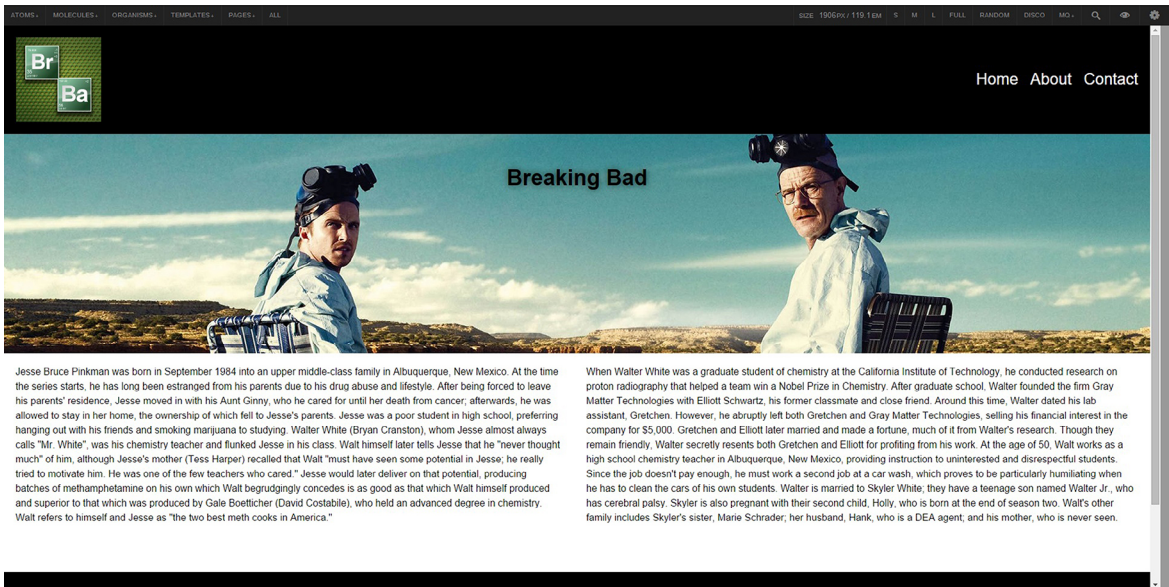 ATOMS MOLECULES ORGANISMS TEMPLATES PAGES ALL SIZE 1906PX / 119.1EM S M L FULL RANDOM DISCO MO
Br
Ba
Home About Contact
Breaking Bad
Jesse Bruce Pinkman was born in September 1984 into an upper middle-class family in Albuquerque, New Mexico. At the time
the series starts, he has long been estranged from his parents due to his drug abuse and lifestyle. After being forced to leave
his parents' residence, Jesse moved in with his Aunt Ginny, who he cared for until her death from cancer; afterwards, he was
allowed to stay in her home, the ownership of which fell to Jesse's parents. Jesse was a poor student in high school, preferring
hanging out with his friends and smoking marijuana to studying. Walter White (Bryan Cranston), whom Jesse almost always
calls "Mr. White", was his chemistry teacher and flunked Jesse in his class. Walt himself later tells Jesse that he "never thought
much" of him, although Jesse's mother (Tess Harper) recalled that Walt "must have seen some potential in Jesse; he really
tried to motivate him. He was one of the few teachers who cared." Jesse would later deliver on that potential, producing
batches of methamphetamine on his own which Walt begrudgingly concedes is as good as that which Walt himself produced
and superior to that which was produced by Gale Boetticher (David Costabile), who held an advanced degree in chemistry.
Walt refers to himself and Jesse as "the two best meth cooks in America."
When Walter White was a graduate student of chemistry at the California Institute of Technology, he conducted research on
proton radiography that helped a team win a Nobel Prize in Chemistry. After graduate school, Walter founded the firm Gray
Matter Technologies with Elliott Schwartz, his former classmate and close friend. Around this time, Walter dated his lab
assistant, Gretchen. However, he abruptly left both Gretchen and Gray Matter Technologies, selling his financial interest in the
company for $5,000. Gretchen and Elliott later married and made a fortune, much of it from Walter's research. Though they
remain friendly, Walter secretly resents both Gretchen and Elliott for profiting from his work. At the age of 50, Walt works as a
high school chemistry teacher in Albuquerque, New Mexico, providing instruction to uninterested and disrespectful students.
Since the job doesn't pay enough, he must work a second job at a car wash, which proves to be particularly humiliating when
he has to clean the cars of his own students. Walter is married to Skyler White; they have a teenage son named Walter Jr., who
has cerebral palsy. Skyler is also pregnant with their second child, Holly, who is born at the end of season two. Walt's other
family includes Skyler's sister, Marie Schrader; her husband, Hank, who is a DEA agent; and his mother, who is never seen.